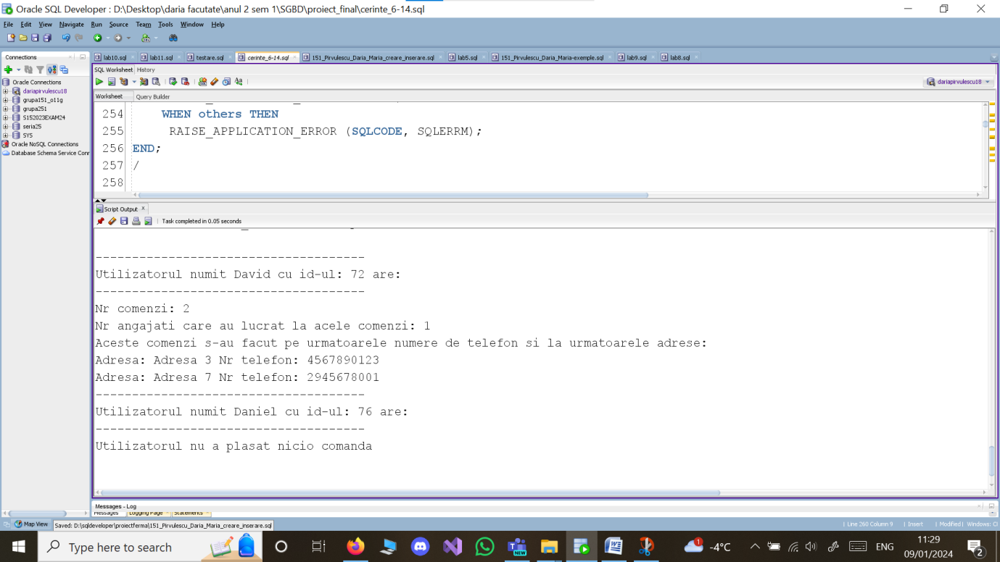 Oracle SQL Developer : D:\Desktop\daria facutate\anul 2 sem 1\SGBD\proiect_final\cerinte_6-14.sql
File Edit View Navigate Run Source Team Tools Window Help
Connections
lab10.sql lab11.sql testare.sql cerinte_6-14.sql 151_Pirvulescu_Daria_Maria_creare_inserare.sql lab5.sql 151_Pirvulescu_Daria_Maria-exemple.sql lab9.sql lab8.sql
SQL Worksheet History
dariapirvulescu18
Oracle Connections
dariapirvulescu18
grupa151_o11g
grupa251
S152023EXAM24
seria25
SYS
Oracle NoSQL Connections
Database Schema Service Conn
Worksheet Query Builder
254 WHEN others THEN
255 RAISE_APPLICATION_ERROR (SQLCODE, SQLERRM);
256 END;
257 /
258
Script Output x
Task completed in 0.05 seconds
-------------------------------------
Utilizatorul numit David cu id-ul: 72 are:
-------------------------------------
Nr comenzi: 2
Nr angajati care au lucrat la acele comenzi: 1
Aceste comenzi s-au facut pe urmatoarele numere de telefon si la urmatoarele adrese:
Adresa: Adresa 3 Nr telefon: 4567890123
Adresa: Adresa 7 Nr telefon: 2945678001
-------------------------------------
Utilizatorul numit Daniel cu id-ul: 76 are:
-------------------------------------
Utilizatorul nu a plasat nicio comanda
Messages - Log
Messages Logging Page Statements
Map View Saved: D:\sqldeveloper\proiectferma\151_Pirvulescu_Daria_Maria_creare_inserare.sql
Line 260 Column 9 Insert Modified Windows: C
Type here to search
NEW
1
-4°C
ENG
11:29
09/01/2024
2